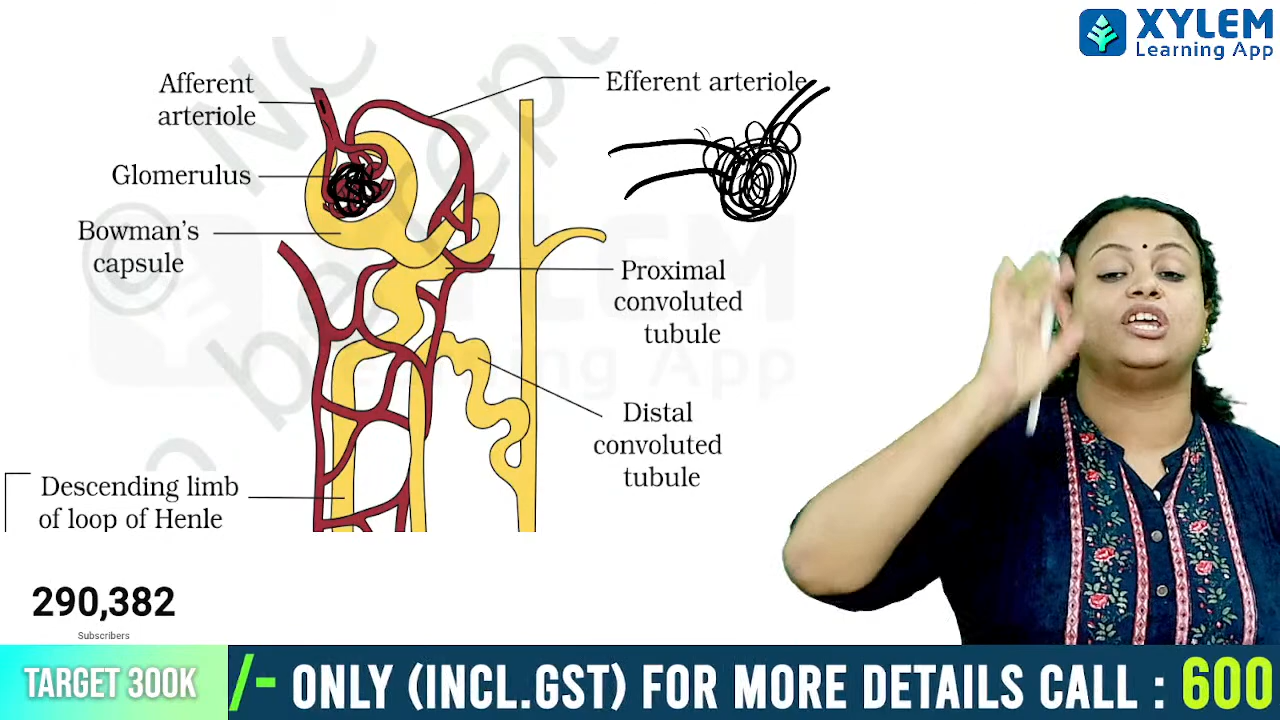 XYLEM
Learning App
Afferent
arteriole
Efferent arteriole
Glomerulus
Bowman's
capsule
Proximal
convoluted
tubule
Distal
convoluted
tubule
Descending limb
of loop of Henle
290,382
Subscribers
TARGET 300K
/- ONLY (INCL.GST) FOR MORE DETAILS CALL : 600